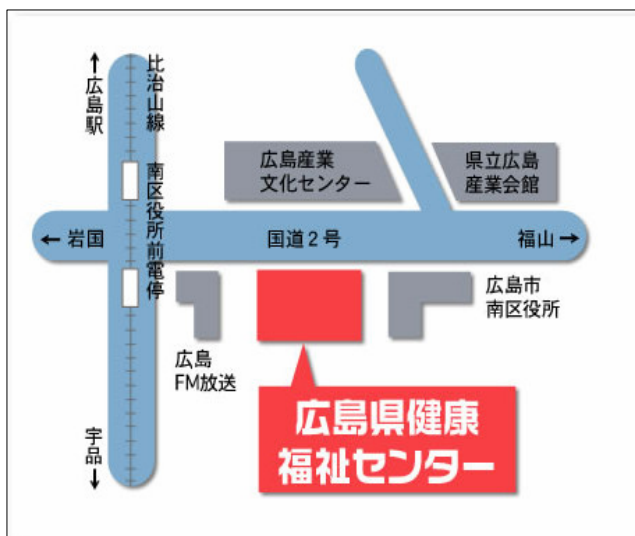 ↑広島駅
比治山線
南区役所前電停
広島産業
文化センター
県立広島
産業会館
← 岩国
国道2号
福山 →
広島
FM放送
広島市
南区役所
広島県健康
福祉センター
宇品↓